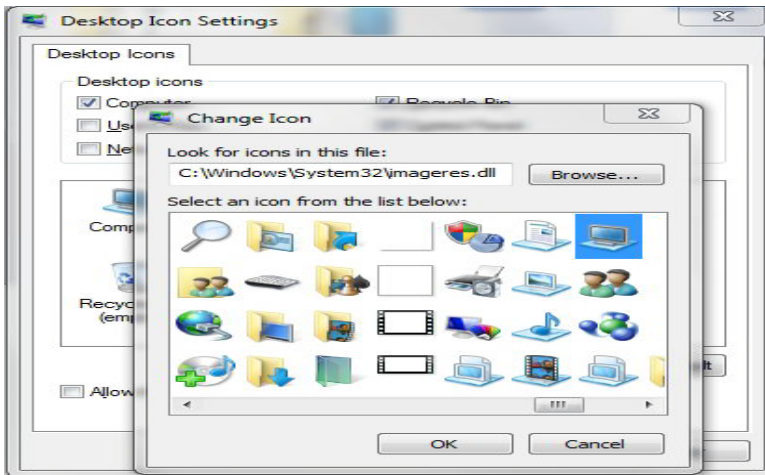 Desktop Icon Settings
Desktop Icons
Desktop icons
Change Icon
Look for icons in this file:
C:\Windows\System32\imageres.dll
Browse...
Select an icon from the list below:
Comp
Recyc
(emp
Allow
OK
Cancel